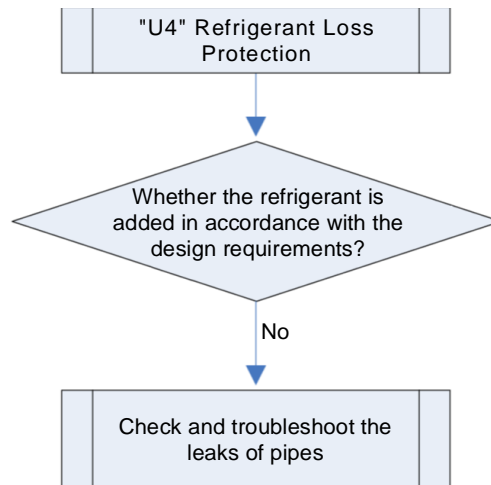 "U4" Refrigerant Loss
Protection
Whether the refrigerant is
added in accordance with the
design requirements?
No
Check and troubleshoot the
leaks of pipes